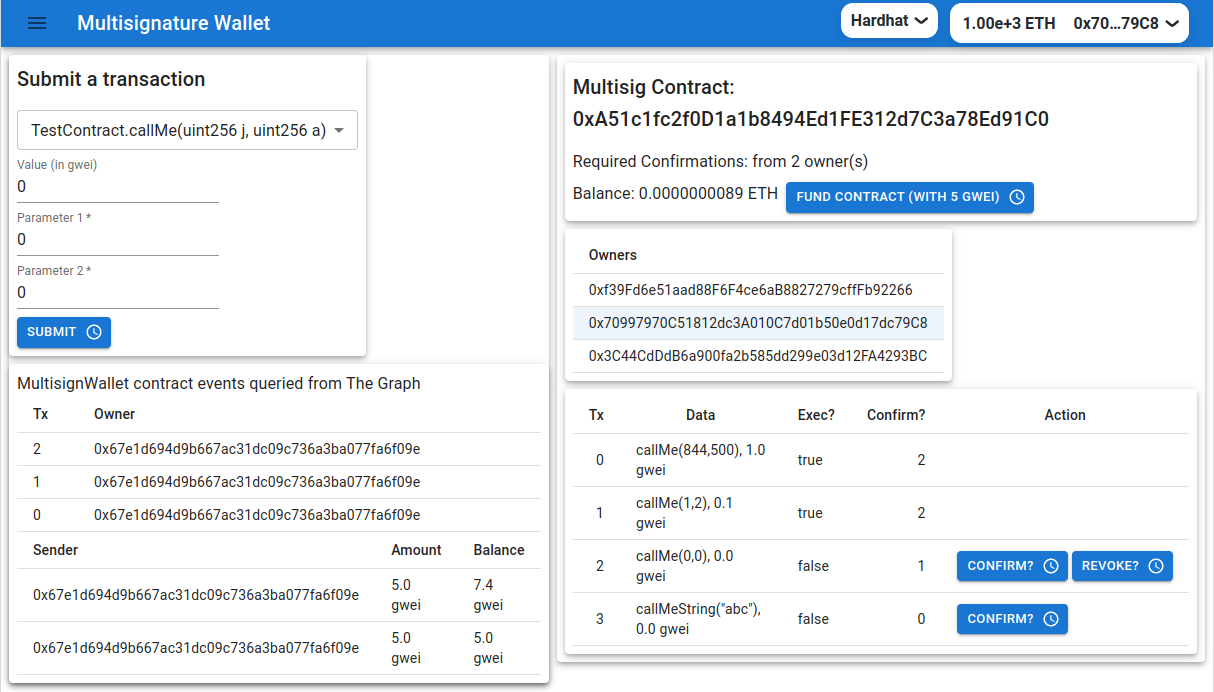 Multisignature Wallet
Hardhat
1.00e+3 ETH 0x70...79C8
Submit a transaction
TestContract.callMe(uint256 j, uint256 a)
Value (in gwei)
0
Parameter 1 *
0
Parameter 2 *
0
SUBMIT
MultisignWallet contract events queried from The Graph
Tx Owner
2 0x67e1d694d9b667ac31dc09c736a3ba077fa6f09e
1 0x67e1d694d9b667ac31dc09c736a3ba077fa6f09e
0 0x67e1d694d9b667ac31dc09c736a3ba077fa6f09e
Sender Amount Balance
0x67e1d694d9b667ac31dc09c736a3ba077fa6f09e 5.0 gwei 7.4 gwei
0x67e1d694d9b667ac31dc09c736a3ba077fa6f09e 5.0 gwei 5.0 gwei
Multisig Contract:
0xA51c1fc2f0D1a1b8494Ed1FE312d7C3a78Ed91C0
Required Confirmations: from 2 owner(s)
Balance: 0.0000000089 ETH FUND CONTRACT (WITH 5 GWEI)
Owners
0xf39Fd6e51aad88F6F4ce6aB8827279cffFb92266
0x70997970C51812dc3A010C7d01b50e0d17dc79C8
0x3C44CdDdB6a900fa2b585dd299e03d12FA4293BC
Tx Data Exec? Confirm? Action
0 callMe(844,500), 1.0 gwei true 2
1 callMe(1,2), 0.1 gwei true 2
2 callMe(0,0), 0.0 gwei false 1 CONFIRM? REVOKE?
3 callMeString("abc"), 0.0 gwei false 0 CONFIRM?